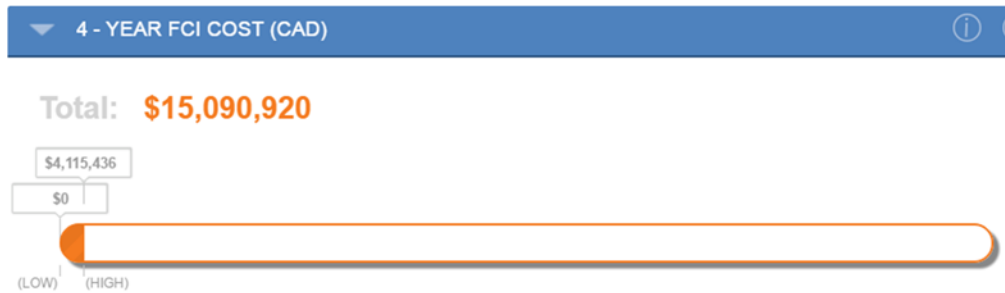 4 - YEAR FCI COST (CAD)
Total: $15,090,920
$4,115,436
$0
(LOW) (HIGH)